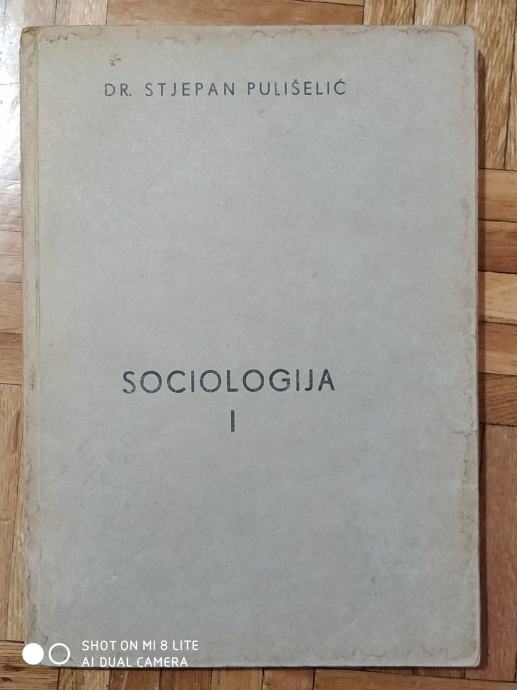 DR. STJEPAN PULIŠELIĆ
SOCIOLOGIJA
I
SHOT ON MI 8 LITE
AI DUAL CAMERA